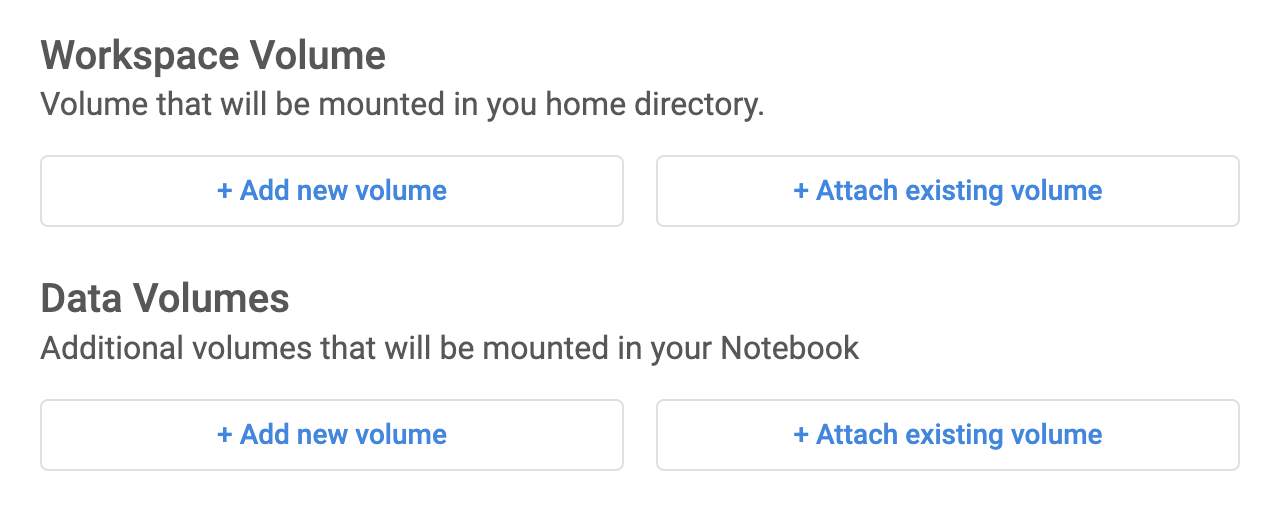 Workspace Volume
Volume that will be mounted in you home directory.
+ Add new volume
+ Attach existing volume
Data Volumes
Additional volumes that will be mounted in your Notebook
+ Add new volume
+ Attach existing volume